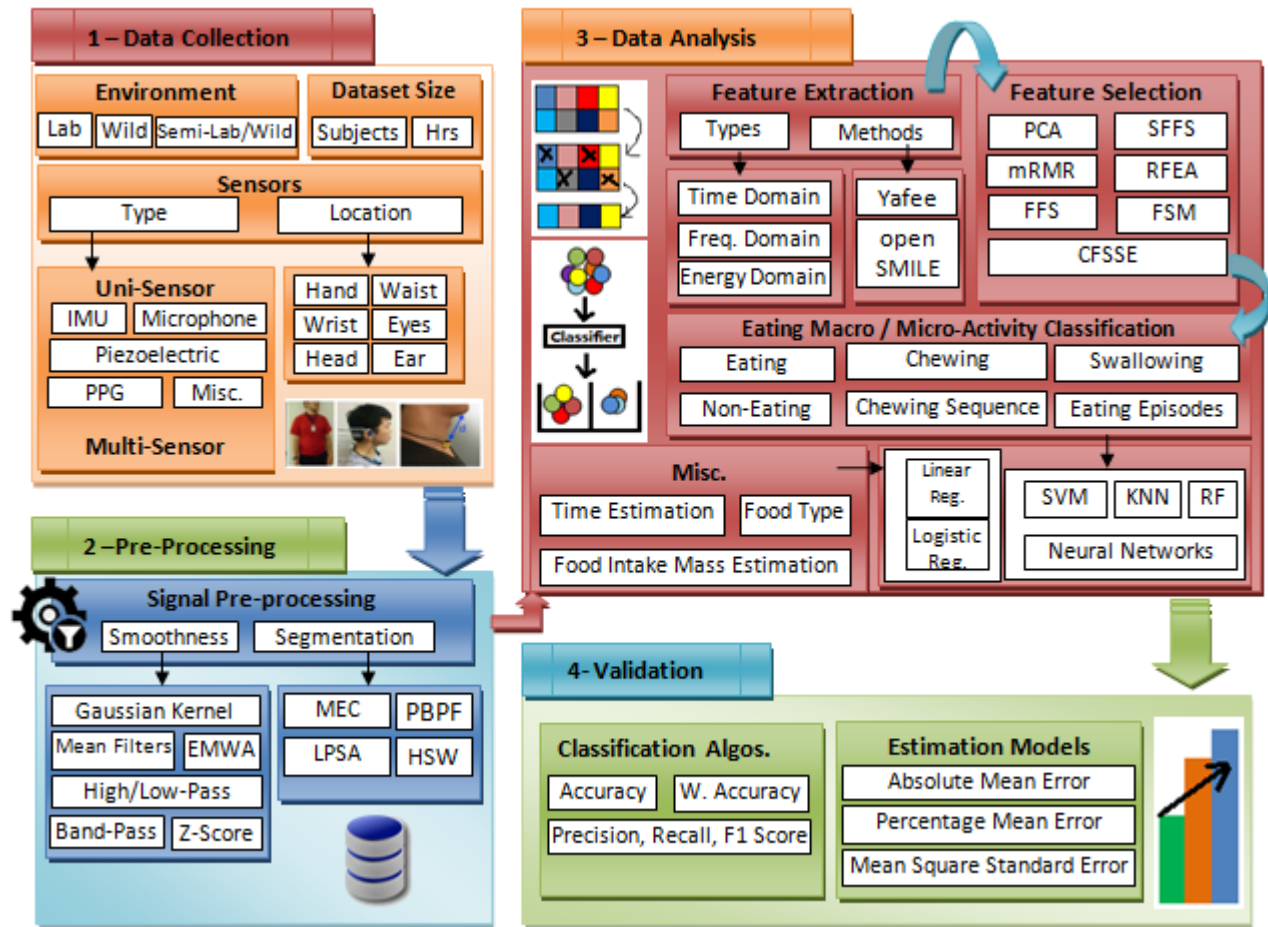 1 – Data Collection
Environment
Lab
Wild
Semi-Lab/Wild
Dataset Size
Subjects
Hrs
Sensors
Type
Location
Uni-Sensor
IMU
Microphone
Piezoelectric
PPG
Misc.
Multi-Sensor
Hand
Waist
Wrist
Eyes
Head
Ear
2 –Pre-Processing
Signal Pre-processing
Smoothness
Segmentation
Gaussian Kernel
Mean Filters
EMWA
High/Low-Pass
Band-Pass
Z-Score
MEC
PBPF
LPSA
HSW
3 – Data Analysis
Classifier
Feature Extraction
Types
Methods
Time Domain
Freq. Domain
Energy Domain
Yafee
open
SMILE
Feature Selection
PCA
SFFS
mRMR
RFEA
FFS
FSM
CFSSE
Eating Macro / Micro-Activity Classification
Eating
Chewing
Swallowing
Non-Eating
Chewing Sequence
Eating Episodes
Misc.
Time Estimation
Food Type
Food Intake Mass Estimation
Linear
Reg.
Logistic
Reg.
SVM
KNN
RF
Neural Networks
4- Validation
Classification Algos.
Accuracy
W. Accuracy
Precision, Recall, F1 Score
Estimation Models
Absolute Mean Error
Percentage Mean Error
Mean Square Standard Error